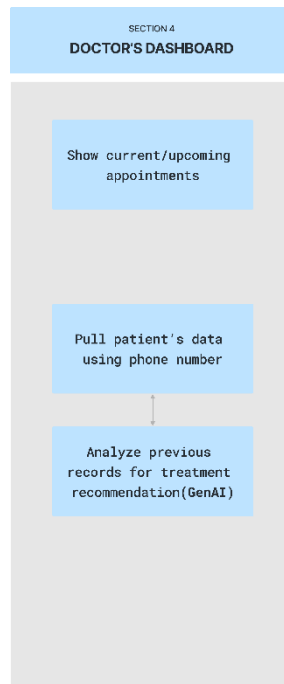 SECTION 4
DOCTOR'S DASHBOARD
Show current/upcoming
appointments
Pull patient's data
using phone number
Analyze previous
records for treatment
recommendation(GenAI)